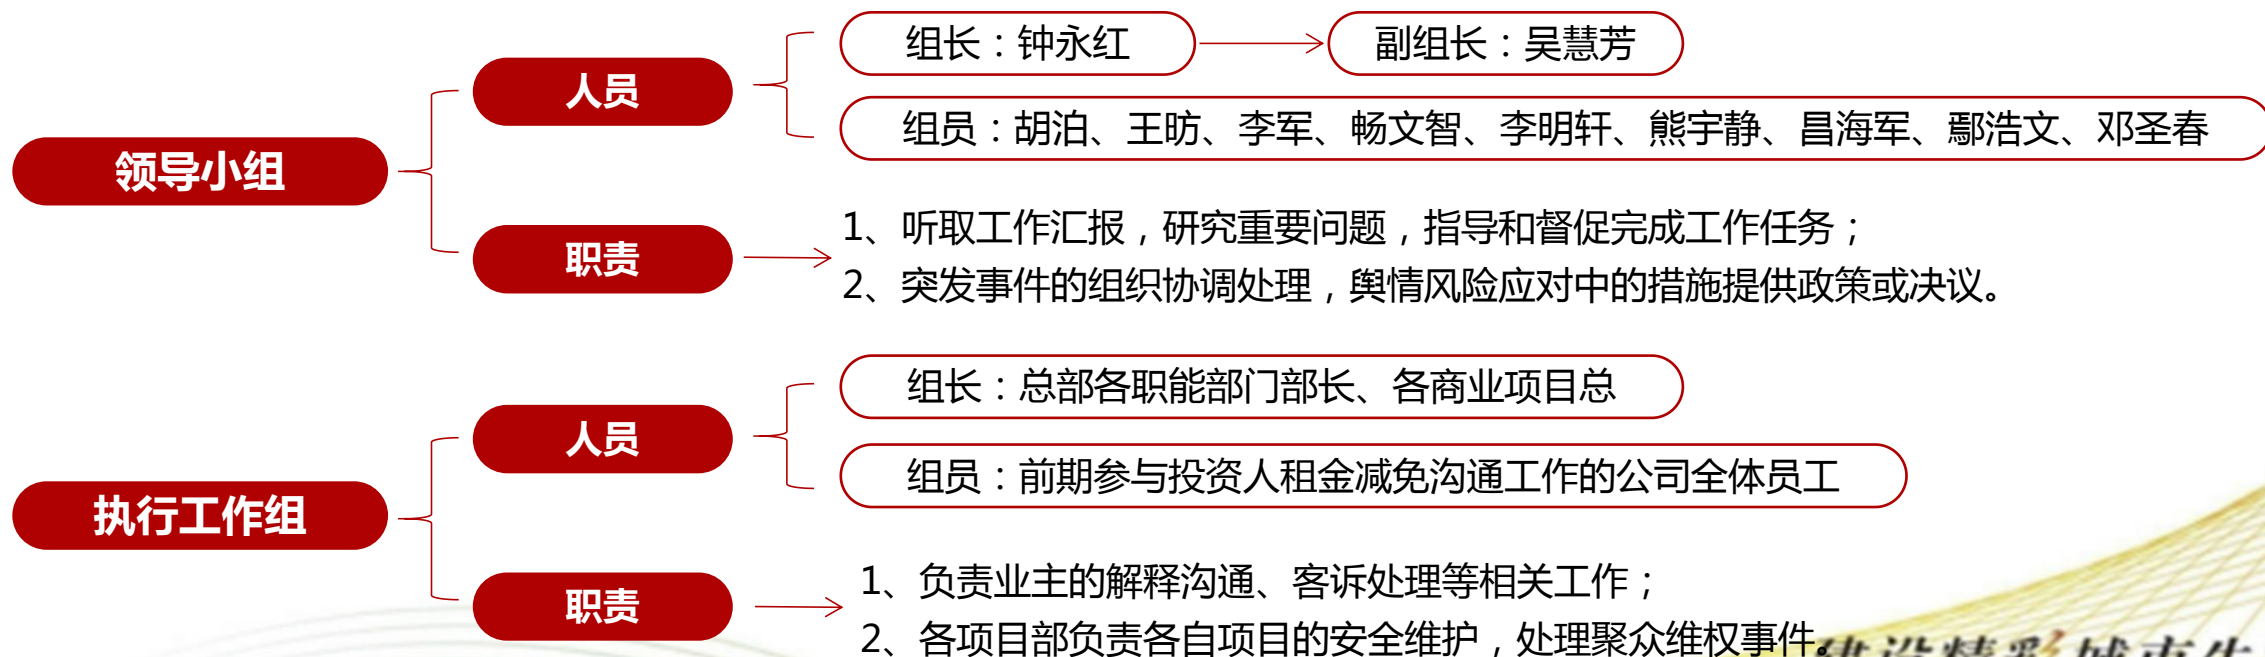 组长：钟永红
副组长：吴慧芳
人员
组员：胡泊、王昉、李军、畅文智、李明轩、熊宇静、昌海军、鄢浩文、邓圣春
领导小组
职责
1、听取工作汇报，研究重要问题，指导和督促完成工作任务；
2、突发事件的组织协调处理，舆情风险应对中的措施提供政策或决议。
组长：总部各职能部门部长、各商业项目总
人员
组员：前期参与投资人租金减免沟通工作的公司全体员工
执行工作组
职责
1、负责业主的解释沟通、客诉处理等相关工作；
2、各项目部负责各自项目的安全维护，处理聚众维权事件。